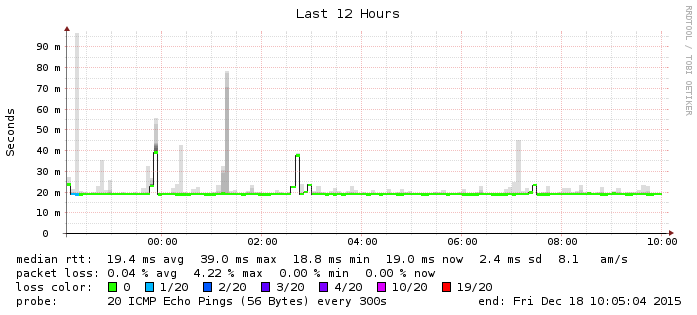 Last 12 Hours
RRDTOOL / TOBI OETIKER
Seconds
90 m
80 m
70 m
60 m
50 m
40 m
30 m
20 m
10 m
0
00:00 02:00 04:00 06:00 08:00 10:00
median rtt: 19.4 ms avg 39.0 ms max 18.8 ms min 19.0 ms now 2.4 ms sd 8.1 am/s
packet loss: 0.04 % avg 4.22 % max 0.00 % min 0.00 % now
loss color: 0 1/20 2/20 3/20 4/20 10/20 19/20
probe: 20 ICMP Echo Pings (56 Bytes) every 300s end: Fri Dec 18 10:05:04 2015